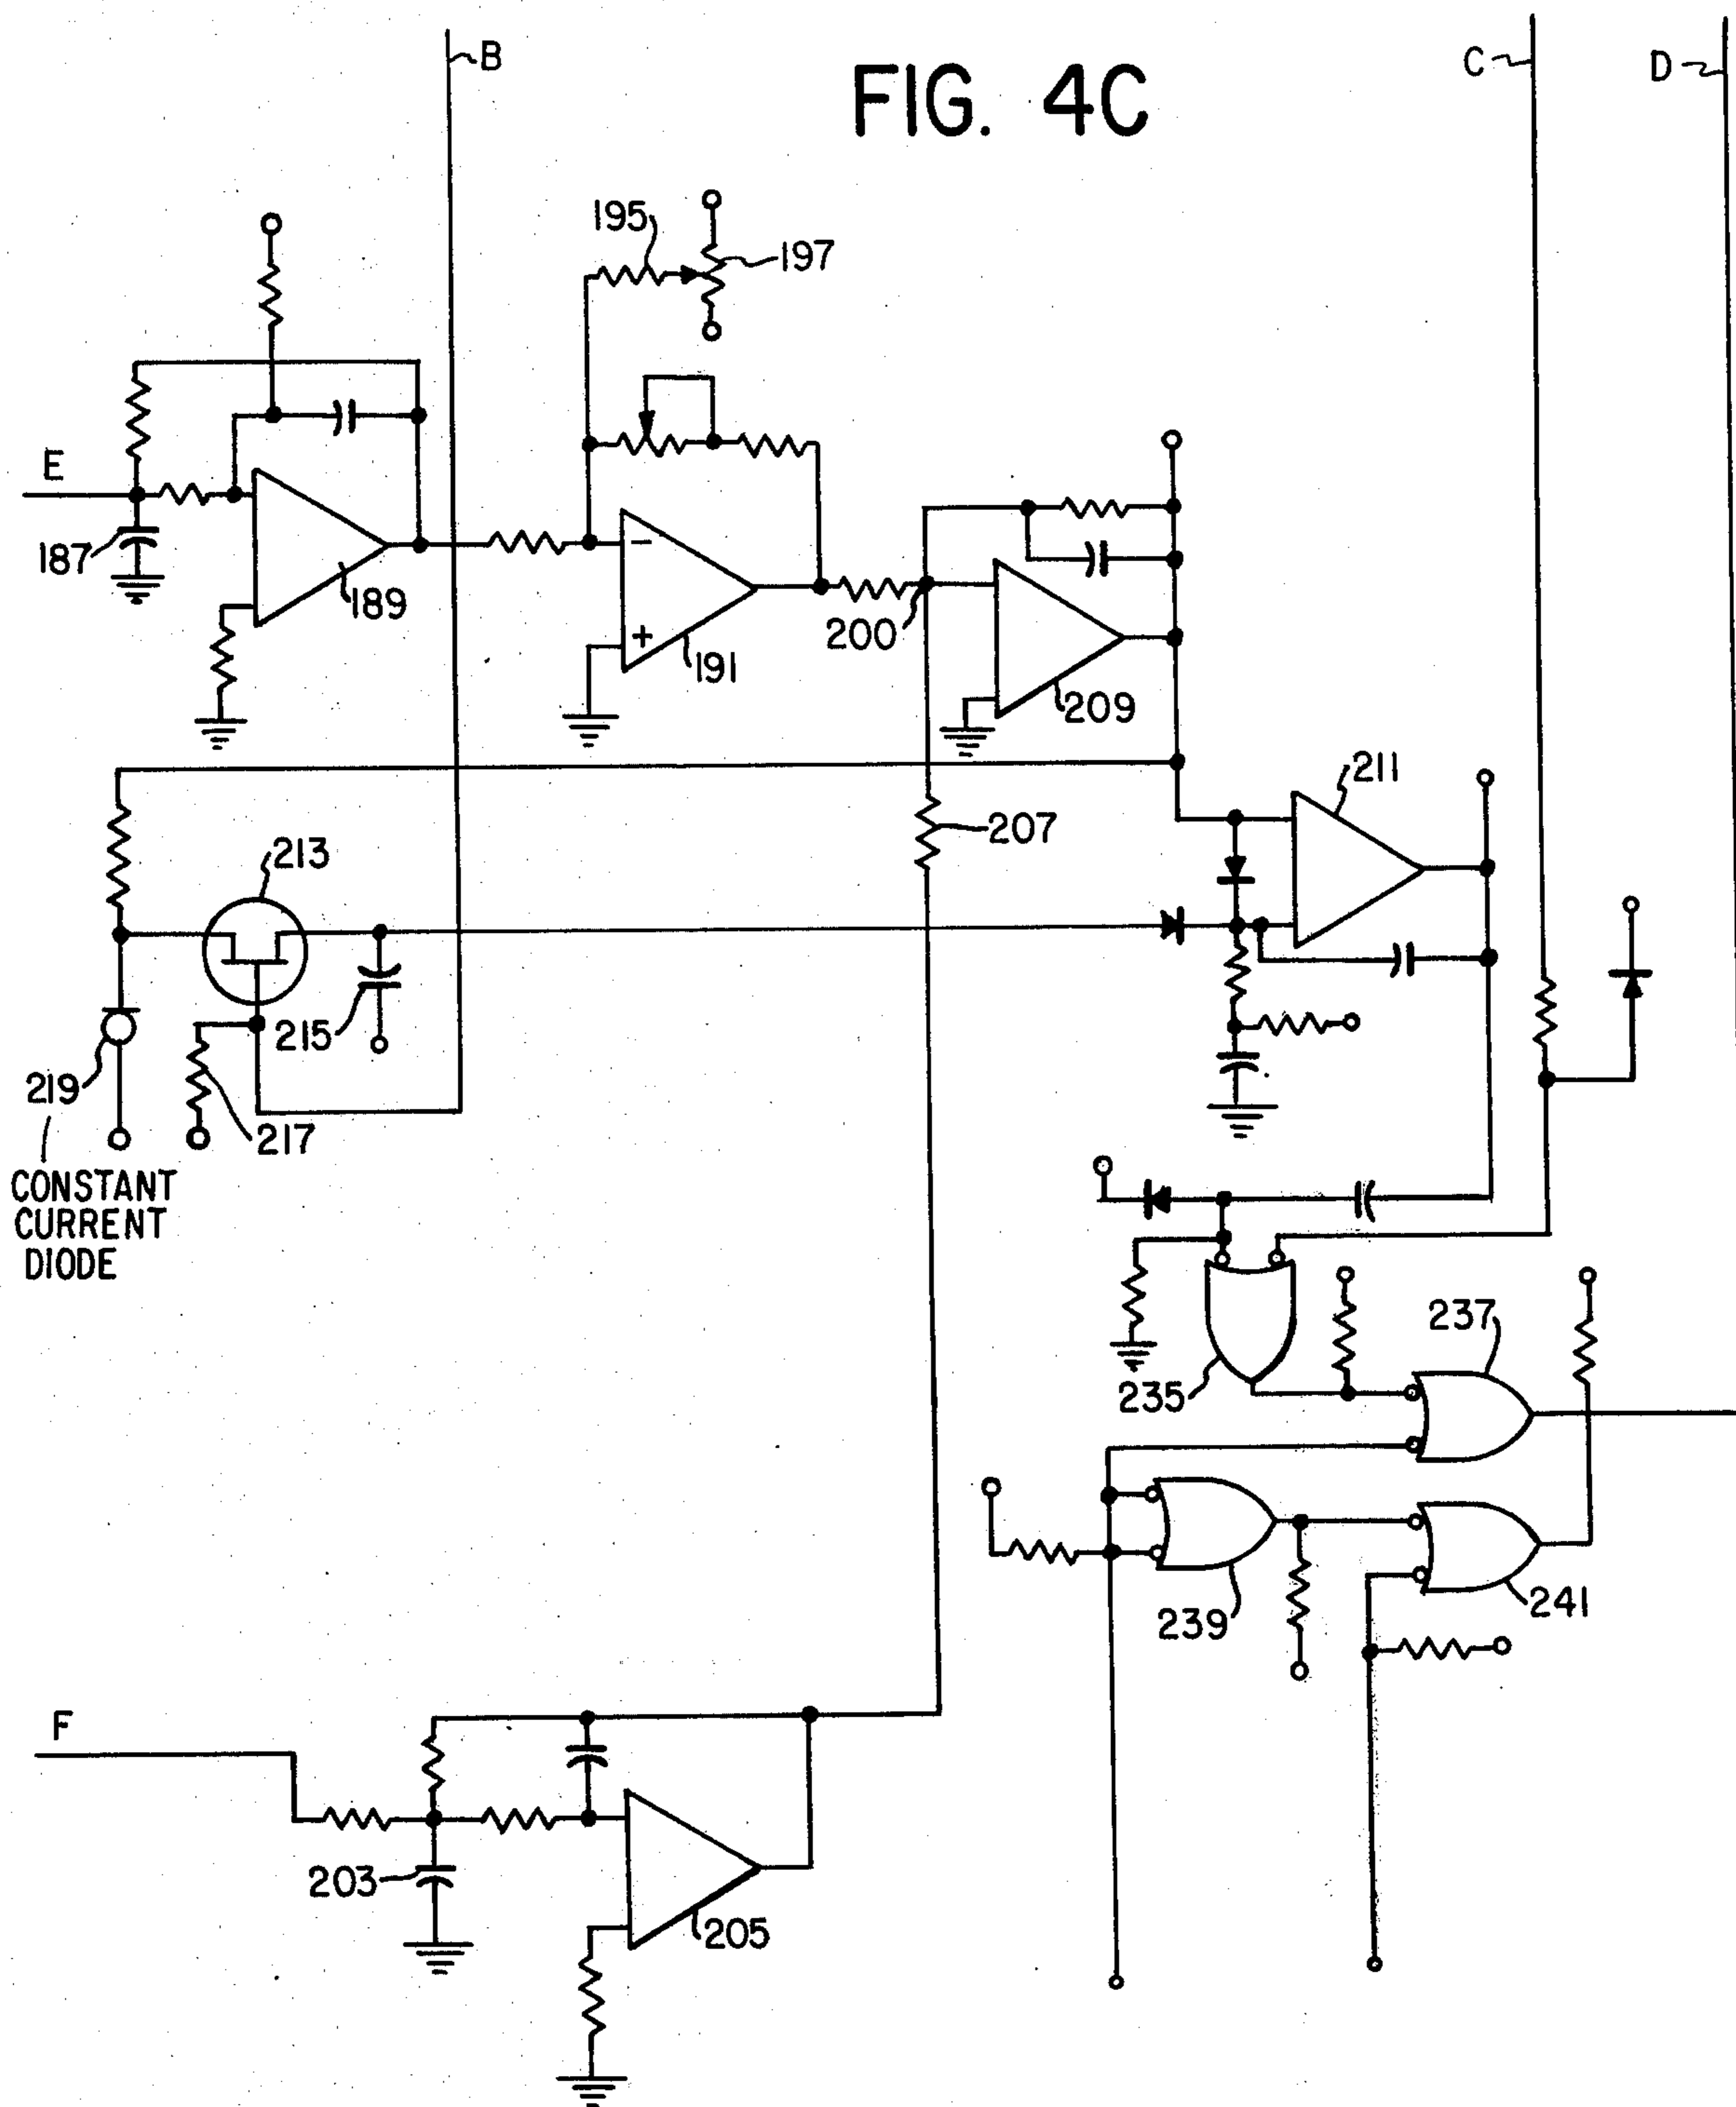 FIG. 4C
B
C
D
195
197
E
187
189
191
200
209
211
213
207
215
219
217
CONSTANT
CURRENT
DIODE
237
235
239
241
F
203
205
-
+